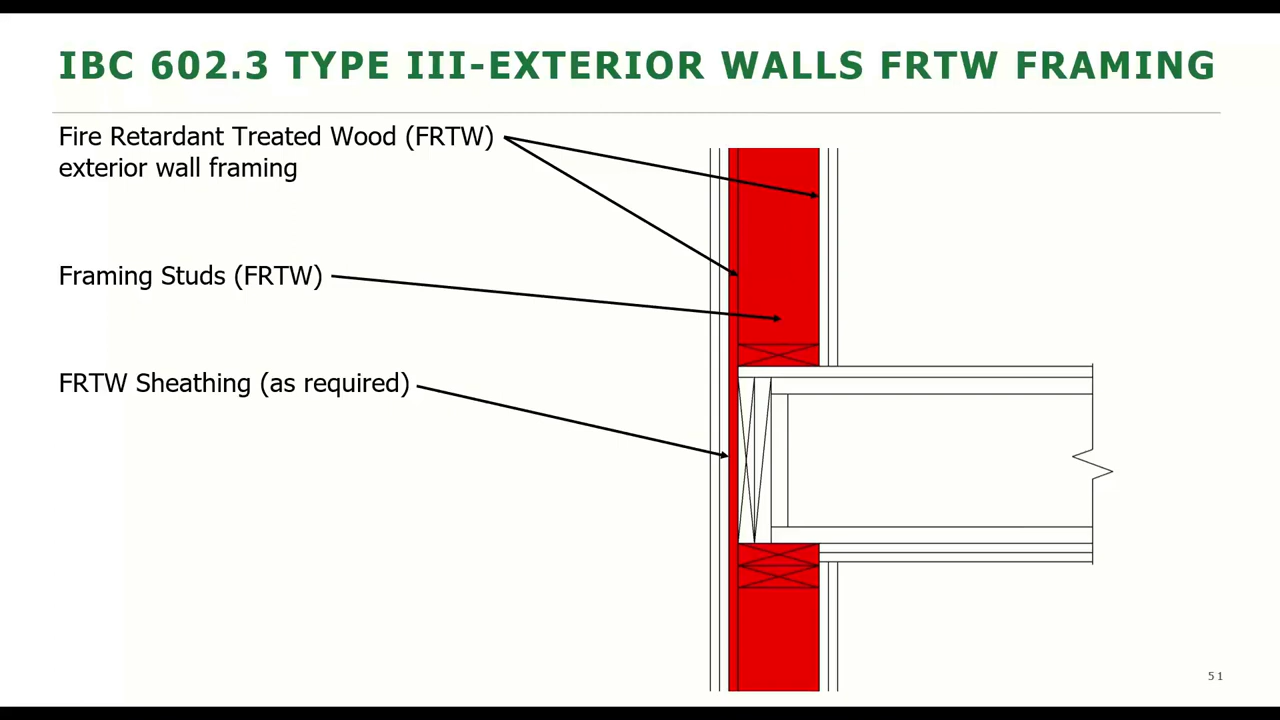 IBC 602.3 TYPE III-EXTERIOR WALLS FRTW FRAMING
Fire Retardant Treated Wood (FRTW)
exterior wall framing
Framing Studs (FRTW)
FRTW Sheathing (as required)
51